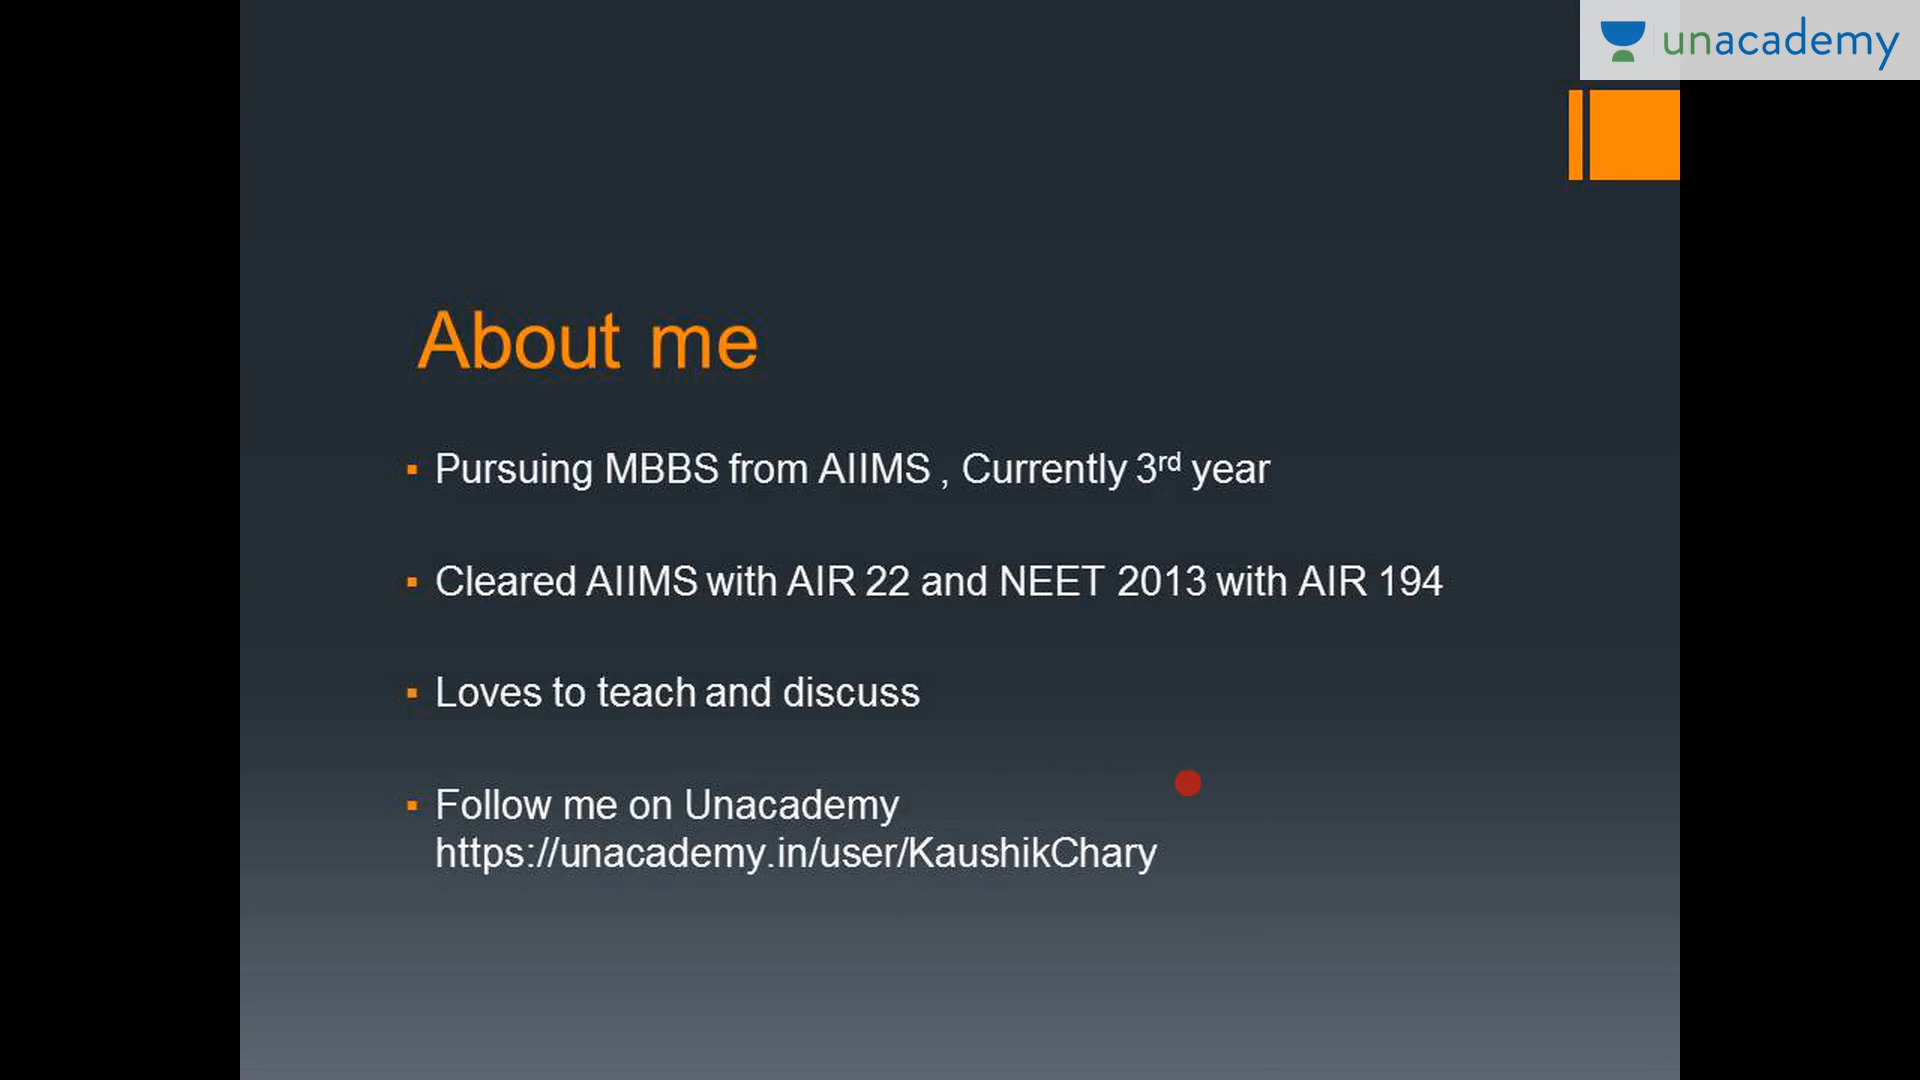 unacademy
About me
Pursuing MBBS from AIIMS , Currently 3rd year
Cleared AIIMS with AIR 22 and NEET 2013 with AIR 194
Loves to teach and discuss
Follow me on Unacademy
https://unacademy.in/user/KaushikChary